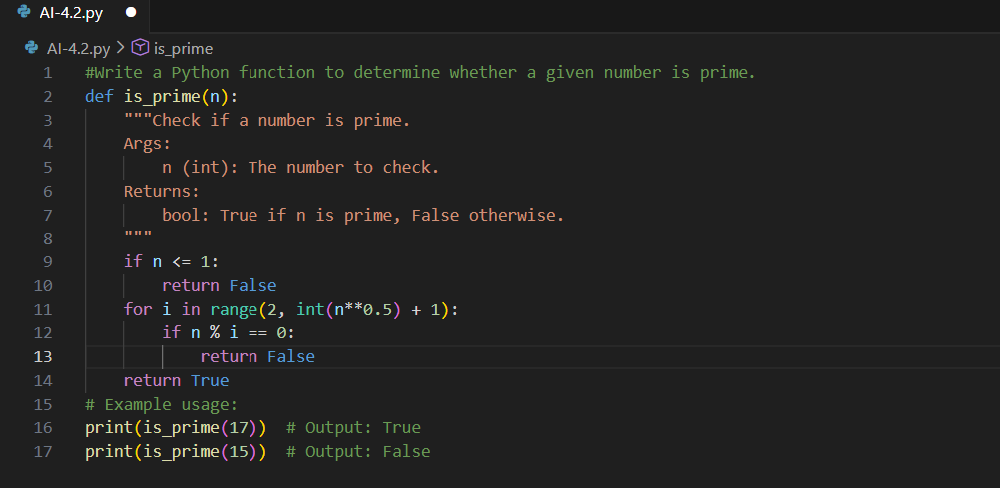 AI-4.2.py
AI-4.2.py > is_prime
1 #Write a Python function to determine whether a given number is prime.
2 def is_prime(n):
3     """Check if a number is prime.
4     Args:
5         n (int): The number to check.
6     Returns:
7         bool: True if n is prime, False otherwise.
8     """
9     if n <= 1:
10         return False
11     for i in range(2, int(n**0.5) + 1):
12         if n % i == 0:
13             return False
14     return True
15 # Example usage:
16 print(is_prime(17))  # Output: True
17 print(is_prime(15))  # Output: False